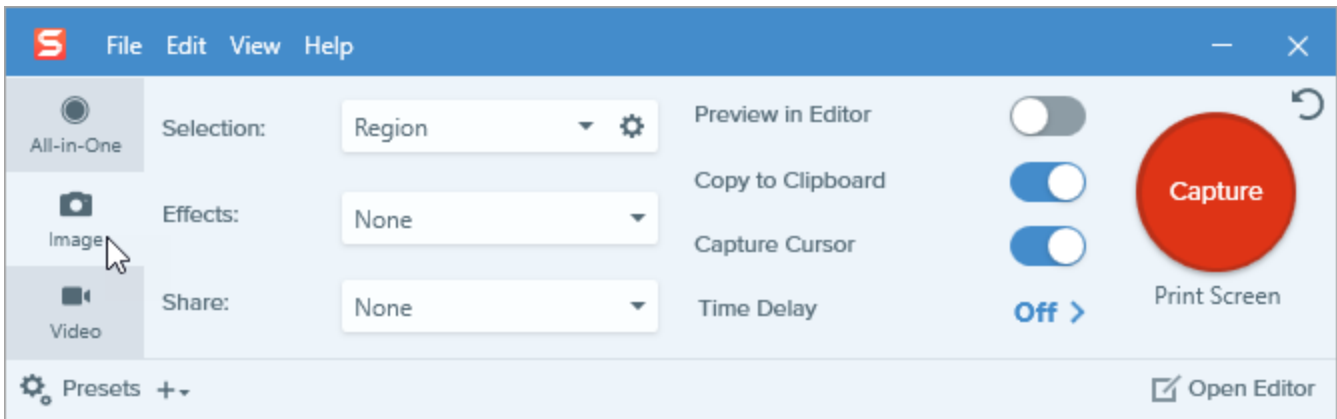 S File Edit View Help
All-in-One
Image
Video
Selection: Region
Effects: None
Share: None
Preview in Editor
Copy to Clipboard
Capture Cursor
Time Delay Off >
Capture
Print Screen
Presets +
Open Editor